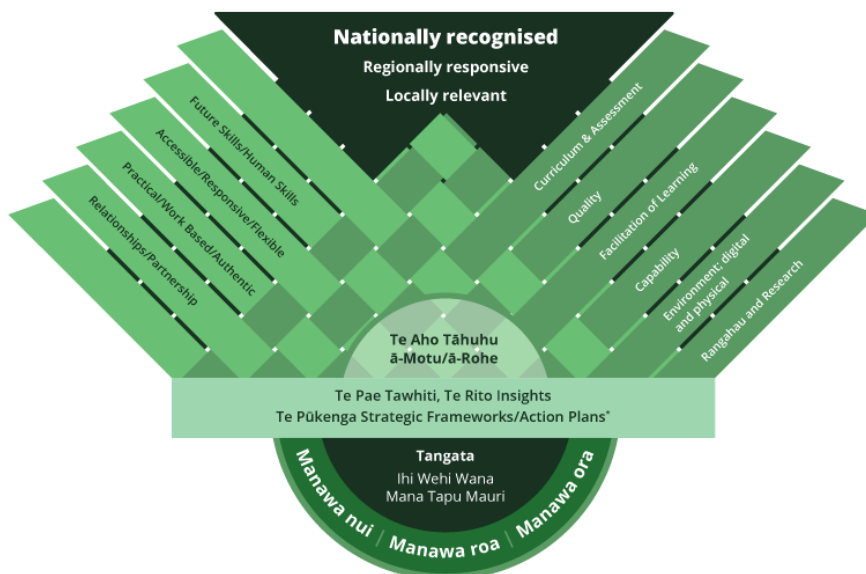 Nationally recognised
Regionally responsive
Locally relevant
Future Skills/Human Skills
Accessible/Responsive/Flexible
Practical/Work Based/Authentic
Relationships/Partnership
Curriculum & Assessment
Quality
Facilitation of Learning
Capability
Environment; digital
and physical
Rangahau and Research
Te Aho Tāhuhu
ā-Motu/ā-Rohe
Te Pae Tawhiti, Te Rito Insights
Te Pūkenga Strategic Frameworks/Action Plans*
Tangata
Ihi Wehi Wana
Mana Tapu Mauri
Manawa nui | Manawa roa | Manawa ora